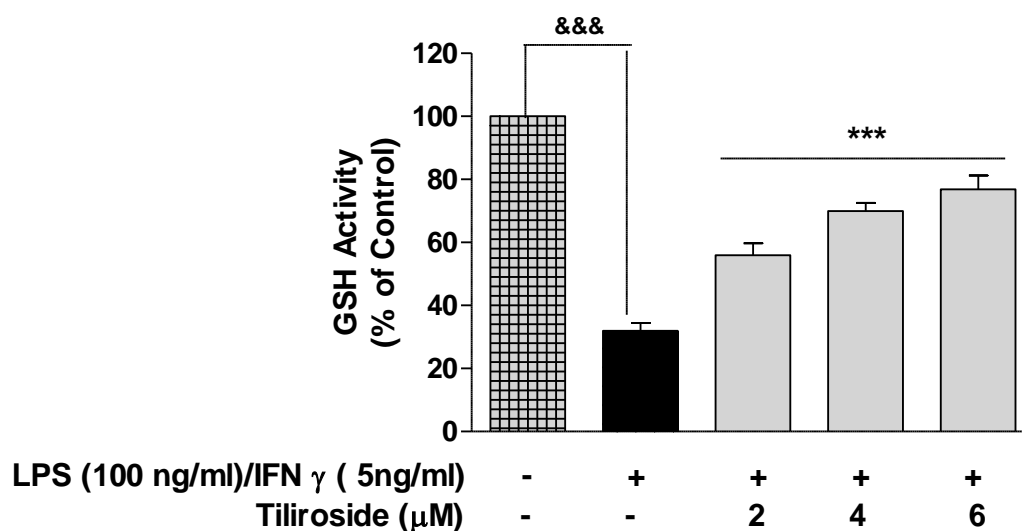 &&&
120
100
***
80
60
40
20
0
GSH Activity
(% of Control)
LPS (100 ng/ml)/IFN γ ( 5ng/ml) - + + + +
Tiliroside (μM) - - 2 4 6